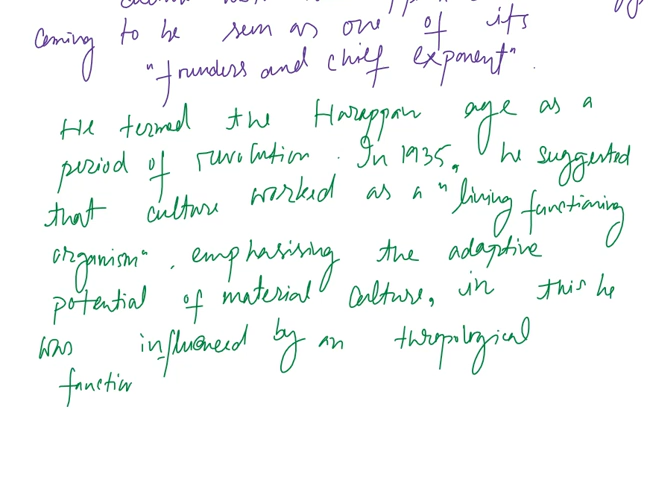 coming to be seen as one of its
"founders and chief exponent".
He termed the Harappan age as a
period of revolution. In 1935, he suggested
that culture worked as a "living functioning
organism", emphasising the adaptive
potential of material culture, in this he
was influenced by an thropological
function